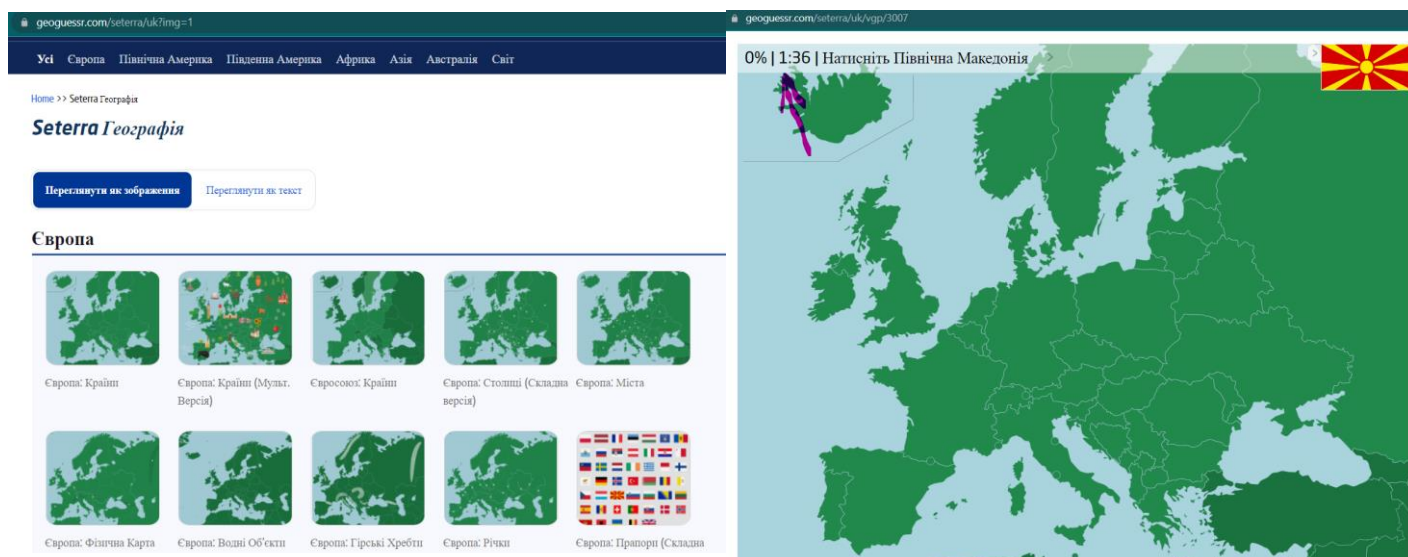 geoguessr.com/seterra/uk?img=1
Усі Європа Північна Америка Південна Америка Африка Азія Австралія Світ
Home >> Seterra Географія
Seterra Географія
Переглянути як зображення Переглянути як текст
Європа
Європа: Країни
Європа: Країни (Мульт.
Версія)
Євросоюз: Країни
Європа: Столиці (Складна
версія)
Європа: Міста
Європа: Фізична Карта
Європа: Водні Об'єкти
Європа: Гірські Хребти
Європа: Річки
Європа: Прапори (Складна
geoguessr.com/seterra/uk/vgp/3007
0% | 1:36 | Натисніть Північна Македонія